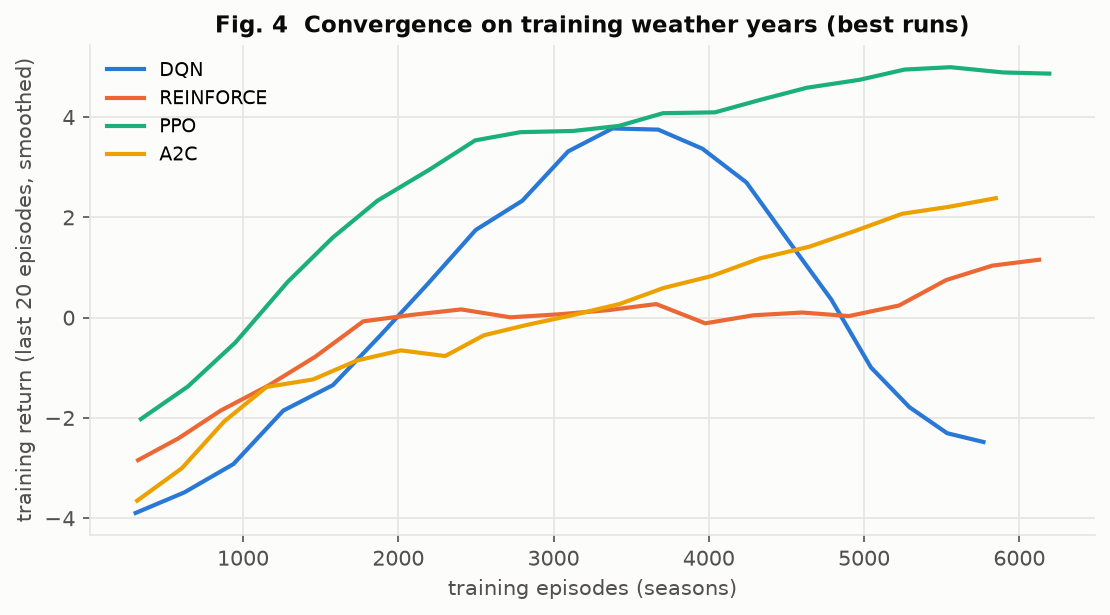 Fig. 4  Convergence on training weather years (best runs)
training return (last 20 episodes, smoothed)
DQN
REINFORCE
PPO
A2C
4
2
0
−2
−4
1000 2000 3000 4000 5000 6000
training episodes (seasons)